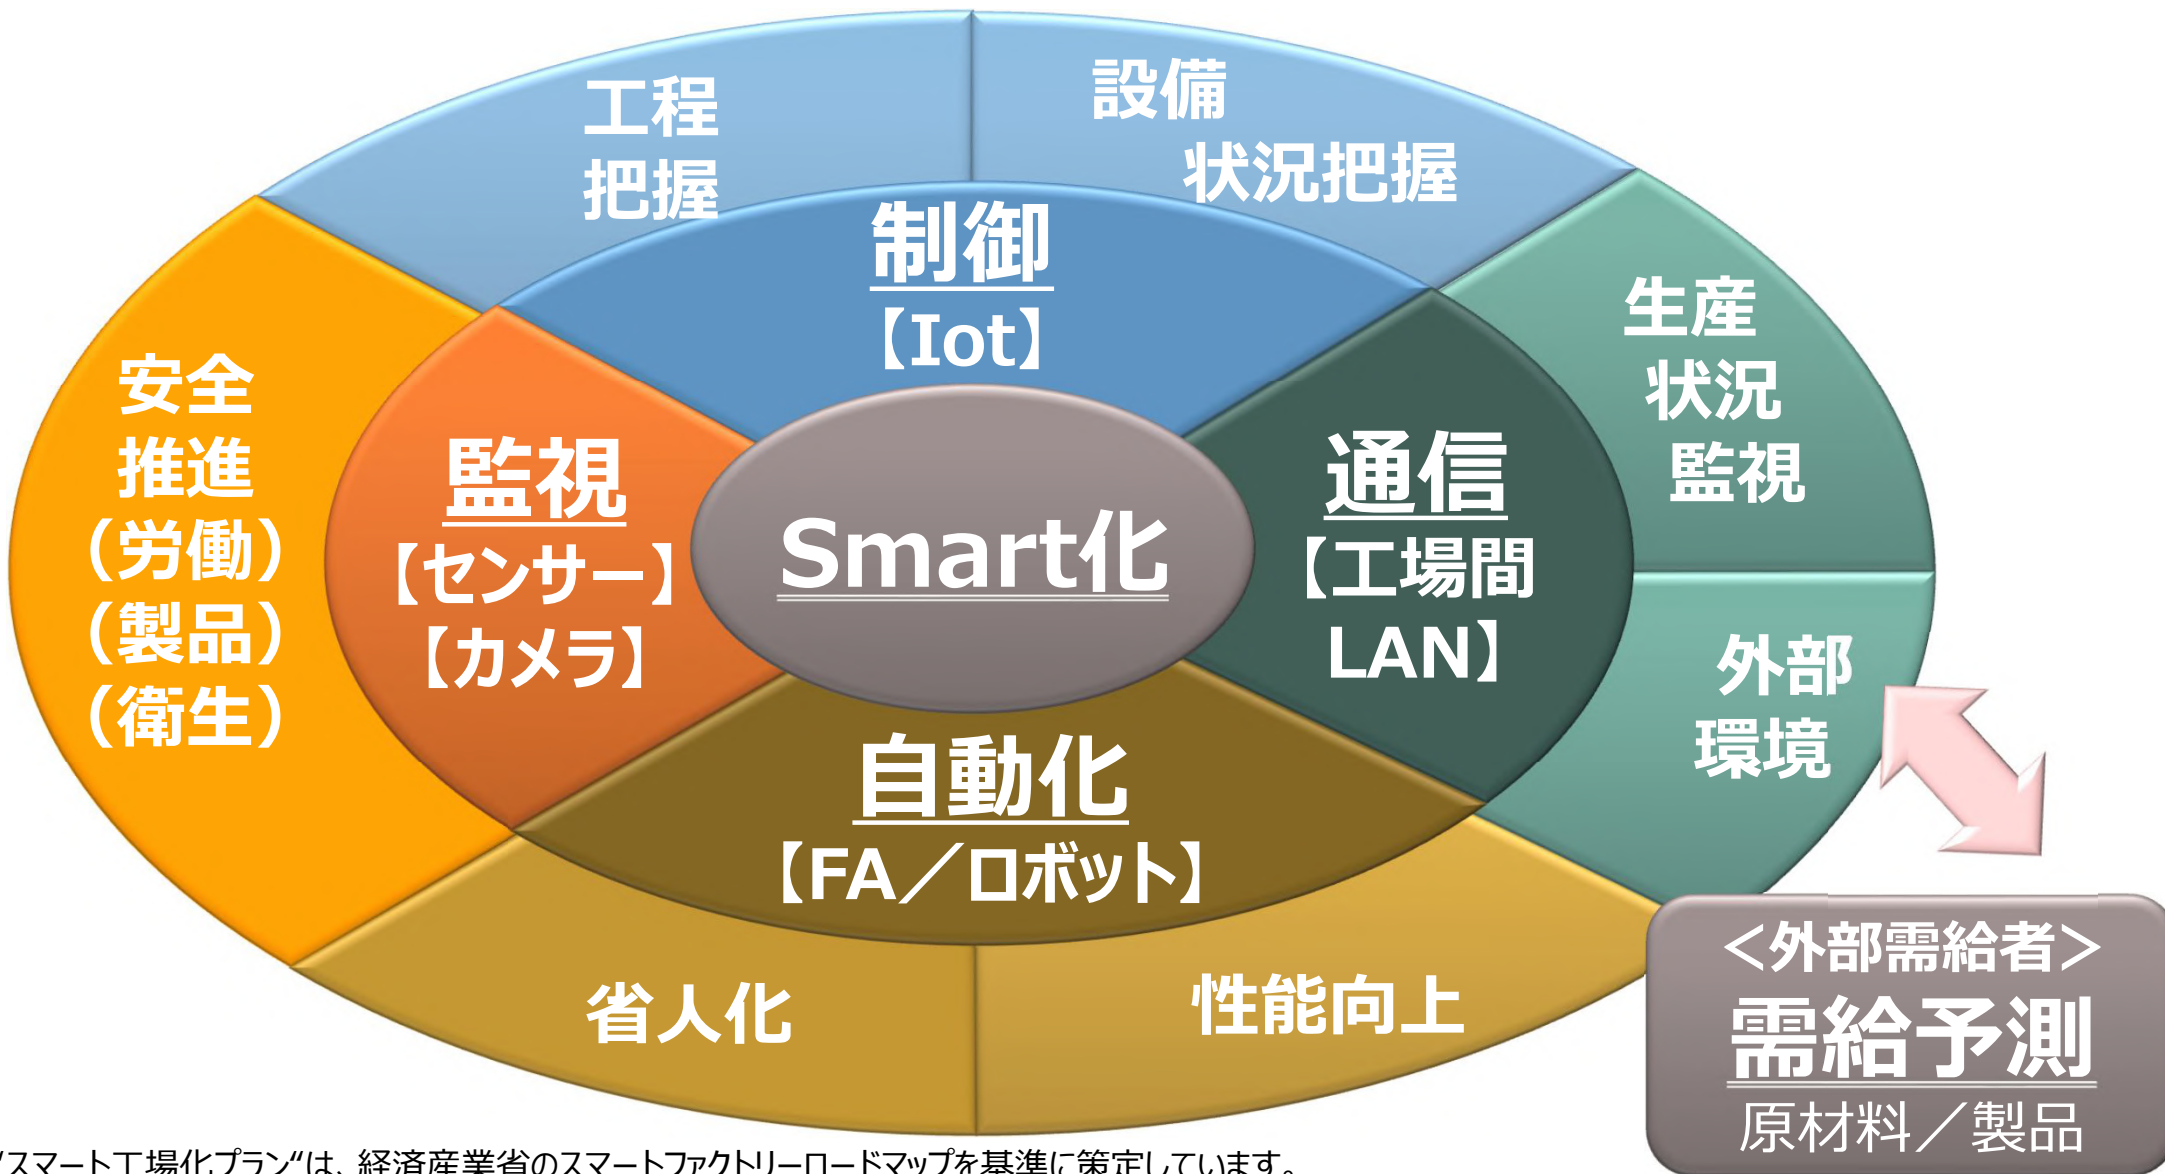 工程
把握
設備
状況把握
制御
【Iot】
安全
推進
（労働）
（製品）
（衛生）
監視
【センサー】
【カメラ】
Smart化
通信
【工場間
LAN】
生産
状況
監視
外部
環境
自動化
【FA／ロボット】
省人化
性能向上
＜外部需給者＞
需給予測
原材料／製品
“スマート工場化プラン“は、経済産業省のスマートファクトリーロードマップを基準に策定しています。